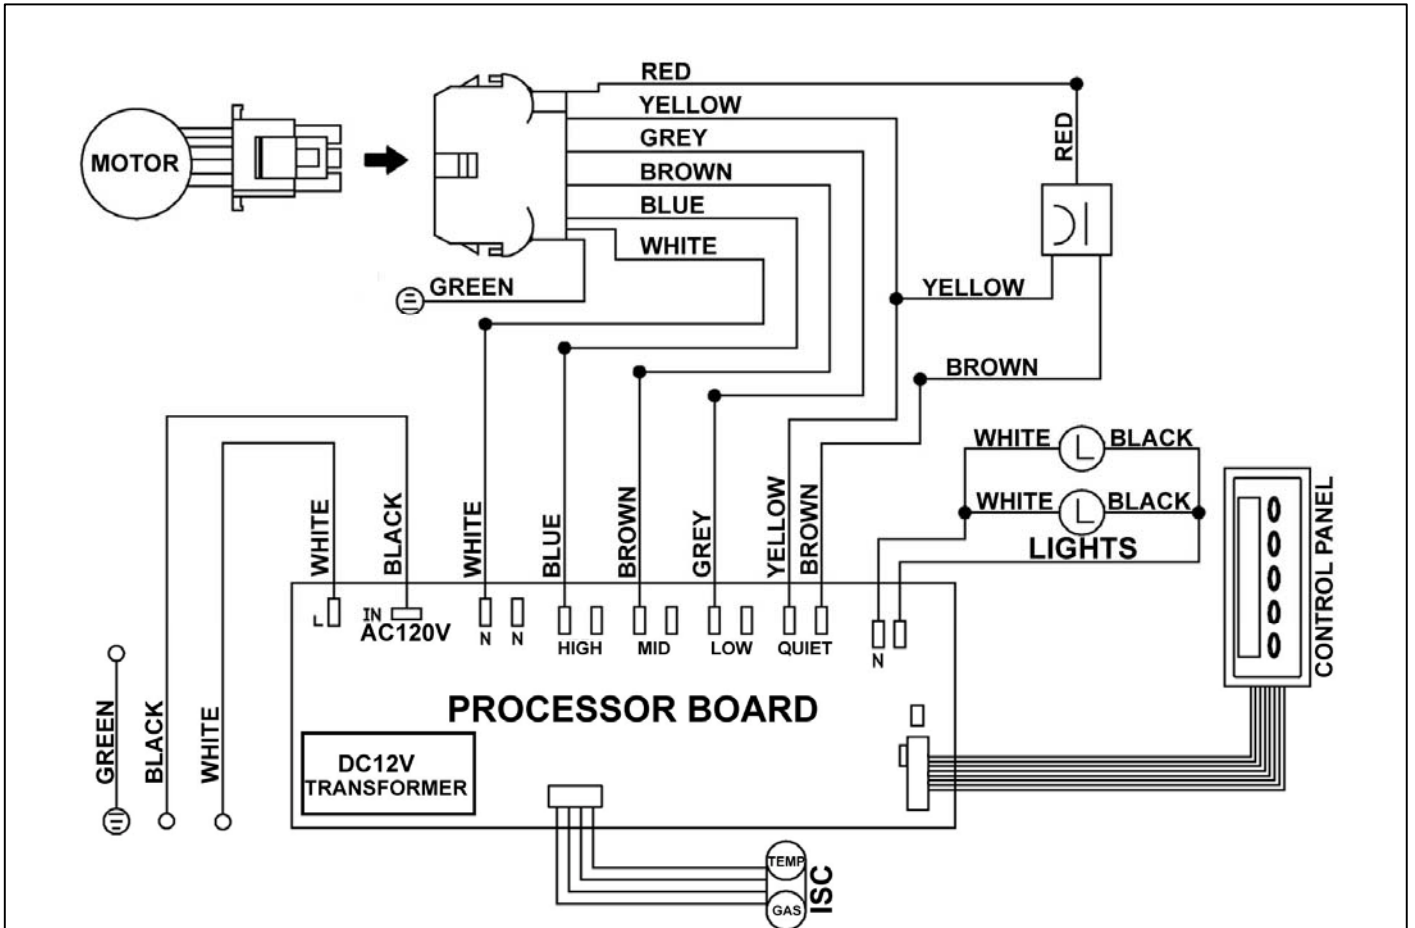 RED
YELLOW
GREY
BROWN
BLUE
WHITE
GREEN
MOTOR
RED
YELLOW
BROWN
WHITE L BLACK
WHITE L BLACK
LIGHTS
CONTROL PANEL
WHITE
BLACK
WHITE
BLUE
BROWN
GREY
YELLOW
BROWN
L
IN
AC120V
N
N
HIGH
MID
LOW
QUIET
N
PROCESSOR BOARD
DC12V
TRANSFORMER
GREEN
BLACK
WHITE
TEMP
GAS
ISC